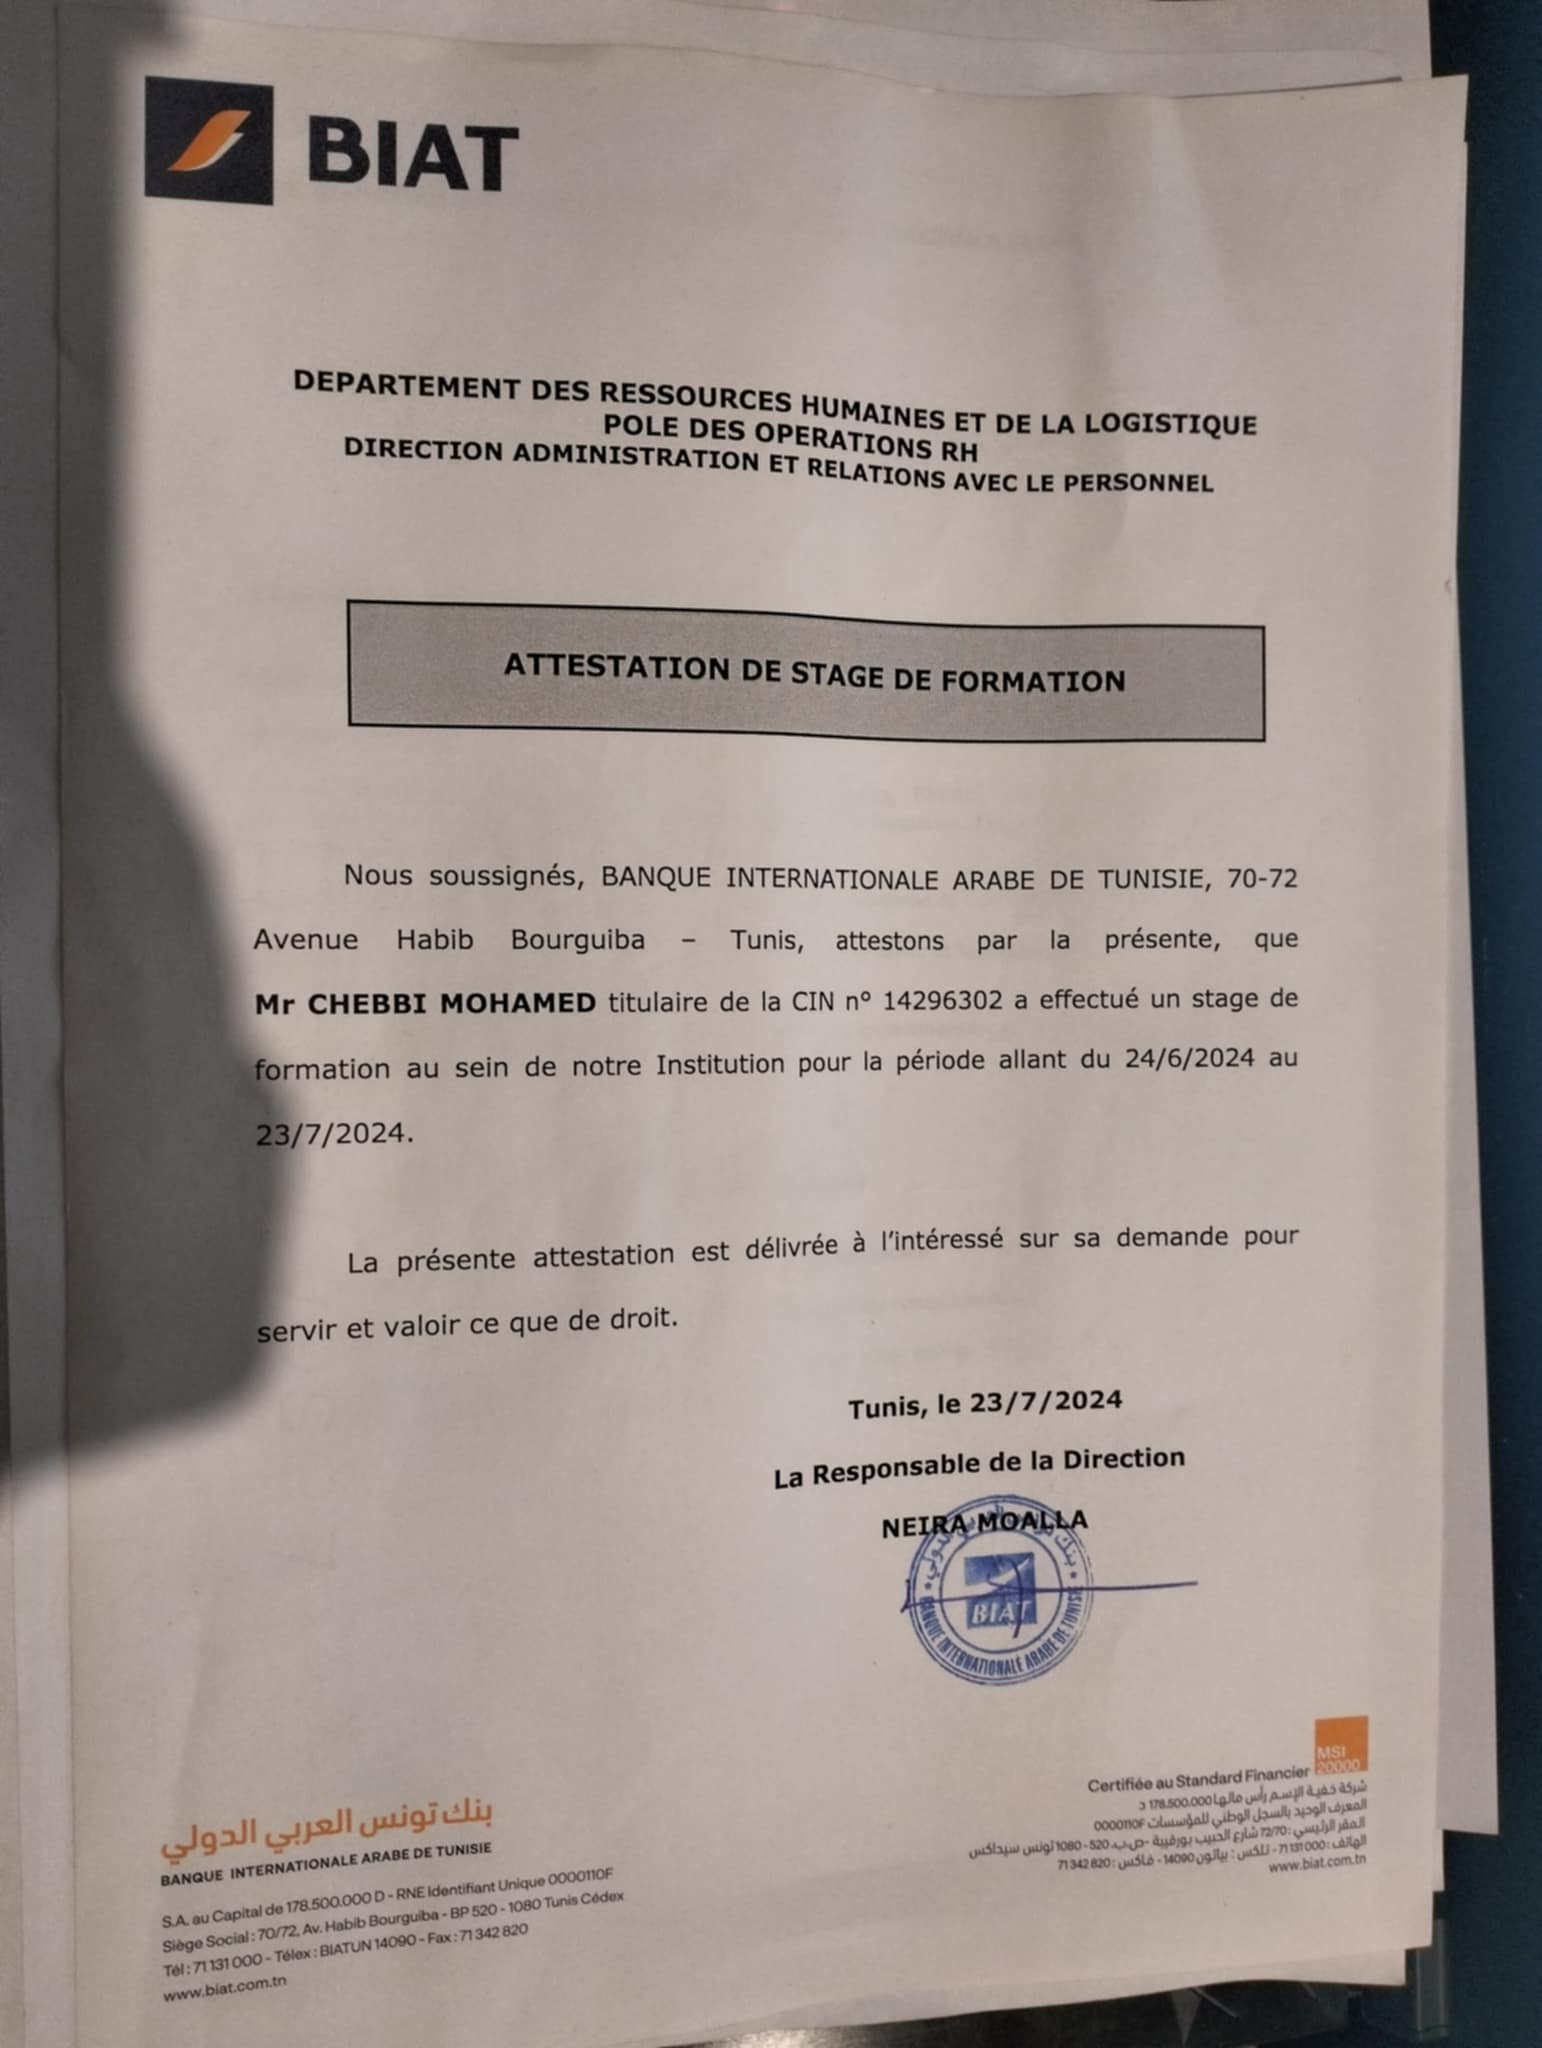 BIAT
DEPARTEMENT DES RESSOURCES HUMAINES ET DE LA LOGISTIQUE
POLE DES OPERATIONS RH
DIRECTION ADMINISTRATION ET RELATIONS AVEC LE PERSONNEL
ATTESTATION DE STAGE DE FORMATION
Nous soussignés, BANQUE INTERNATIONALE ARABE DE TUNISIE, 70-72
Avenue Habib Bourguiba – Tunis, attestons par la présente, que
Mr CHEBBI MOHAMED titulaire de la CIN n° 14296302 a effectué un stage de
formation au sein de notre Institution pour la période allant du 24/6/2024 au
23/7/2024.
La présente attestation est délivrée à l'intéressé sur sa demande pour
servir et valoir ce que de droit.
Tunis, le 23/7/2024
La Responsable de la Direction
NEIRA MOALLA
بنك تونس العربي الدولي
BIAT
BANQUE INTERNATIONALE ARABE DE TUNISIE
بنك تونس العربي الدولي
BANQUE INTERNATIONALE ARABE DE TUNISIE
S.A. au Capital de 178.500.000 D - RNE Identifiant Unique 0000110F
Siège Social : 70/72, Av. Habib Bourguiba - BP 520 - 1080 Tunis Cédex
Tél : 71 131 000 - Télex : BIATUN 14090 - Fax : 71 342 820
www.biat.com.tn
MSI
20000
Certifiée au Standard Financier
شركة خفية الإسم رأس مالها 178.500.000 د
المعرف الوحيد بالسجل الوطني للمؤسسات 0000110F
المقر الرئيسي : 72/70 شارع الحبيب بورقيبة -ص.ب. 520 - 1080 تونس سيداكس
الهاتف : 71 131 000 - تلكس : بياتون 14090 - فاكس : 71 342 820
www.biat.com.tn